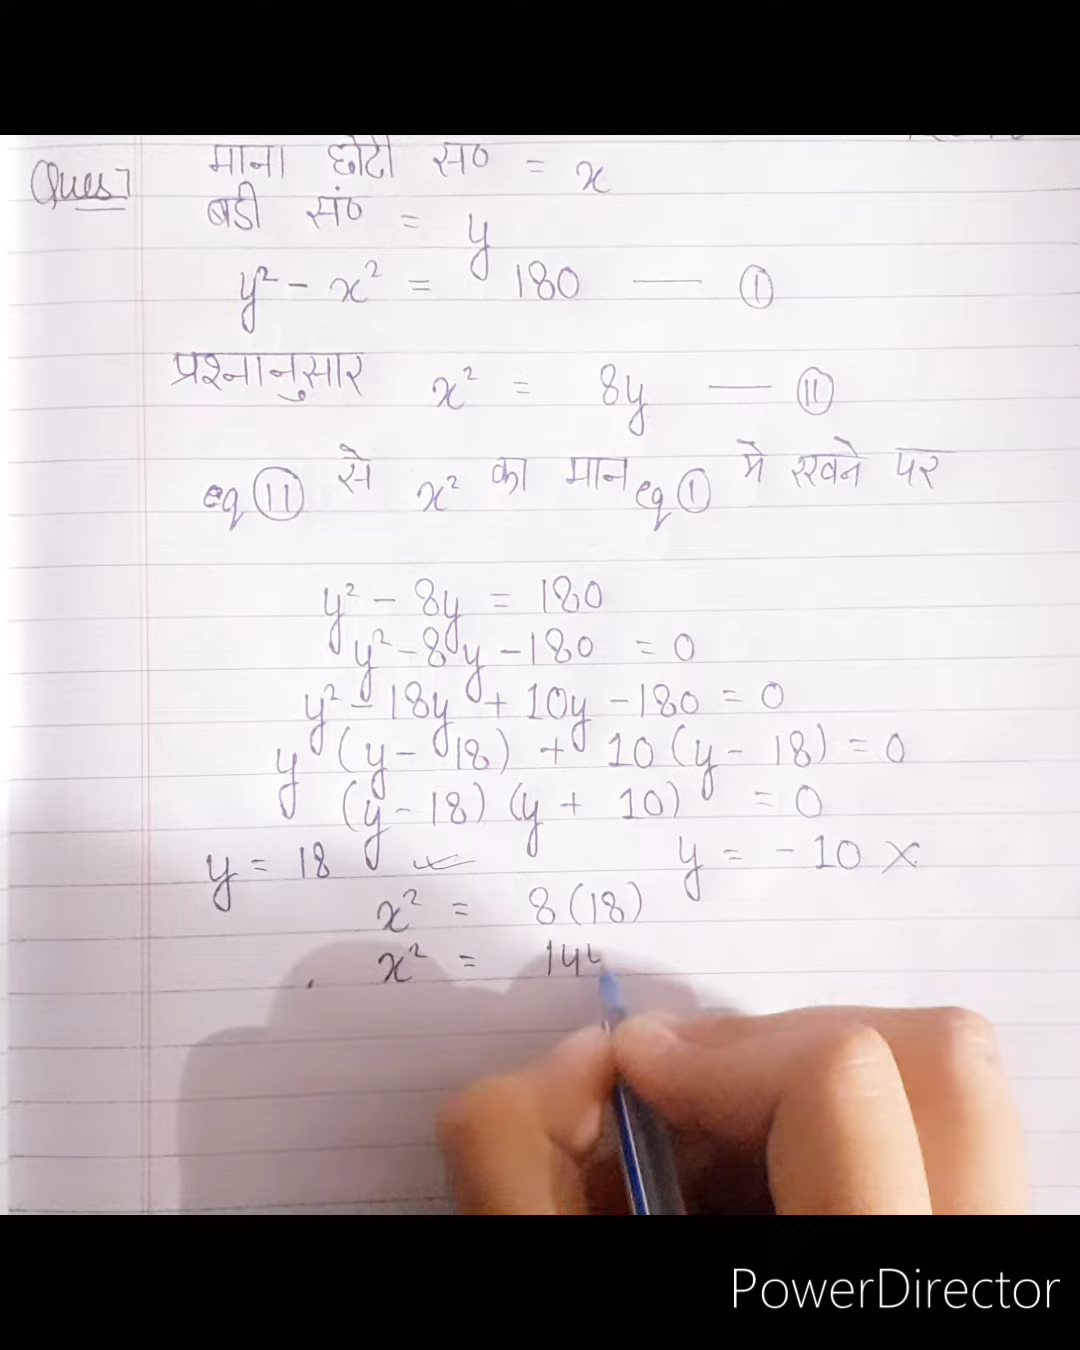 Ques माना छोटी स० = x
बडी सं० = y
y² - x² = 180 — ①
प्रश्नानुसार x² = 8y — ⑪
eq ⑪ से x² का मान eq ① मे रखने पर
y² - 8y = 180
y² - 8y - 180 = 0
y² - 18y + 10y - 180 = 0
y (y - 18) + 10 (y - 18) = 0
(y - 18) (y + 10) = 0
y = 18 ✓ y = - 10 ×
x² = 8 (18)
x² = 144
PowerDirector